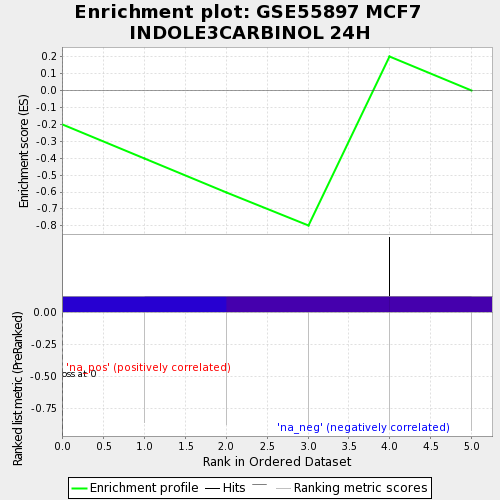 Enrichment plot: GSE55897 MCF7
INDOLE3CARBINOL 24H
Enrichment score (ES)
0.2
0.1
0.0
-0.1
-0.2
-0.3
-0.4
-0.5
-0.6
-0.7
-0.8
Ranked list metric (PreRanked)
0.00
-0.25
-0.50
-0.75
'na_pos' (positively correlated)
oss at 0
'na_neg' (negatively correlated)
0.0 0.5 1.0 1.5 2.0 2.5 3.0 3.5 4.0 4.5 5.0
Rank in Ordered Dataset
Enrichment profile Hits Ranking metric scores